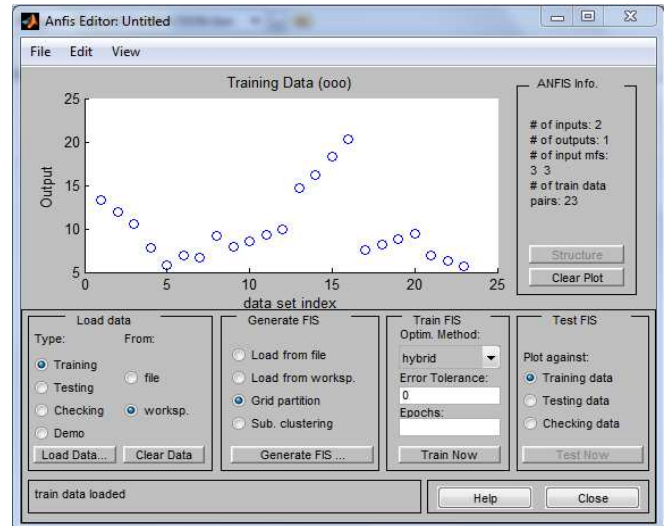 Anfis Editor: Untitled
File Edit View
Training Data (ooo)
25
20
15
10
5
Output
0 5 10 15 20 25
data set index
ANFIS Info.
# of inputs: 2
# of outputs: 1
# of input mfs:
3 3
# of train data
pairs: 23
Structure
Clear Plot
Load data
Type: From:
Training
Testing
Checking
Demo
file
worksp.
Load Data... Clear Data
Generate FIS
Load from file
Load from worksp.
Grid partition
Sub. clustering
Generate FIS ...
Train FIS
Optim. Method:
hybrid
Error Tolerance:
0
Epochs:
Train Now
Test FIS
Plot against:
Training data
Testing data
Checking data
Test Now
train data loaded
Help Close